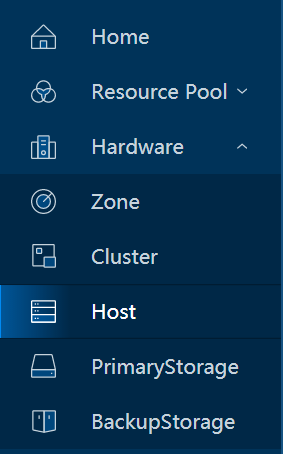 Home
Resource Pool
Hardware
Zone
Cluster
Host
PrimaryStorage
BackupStorage